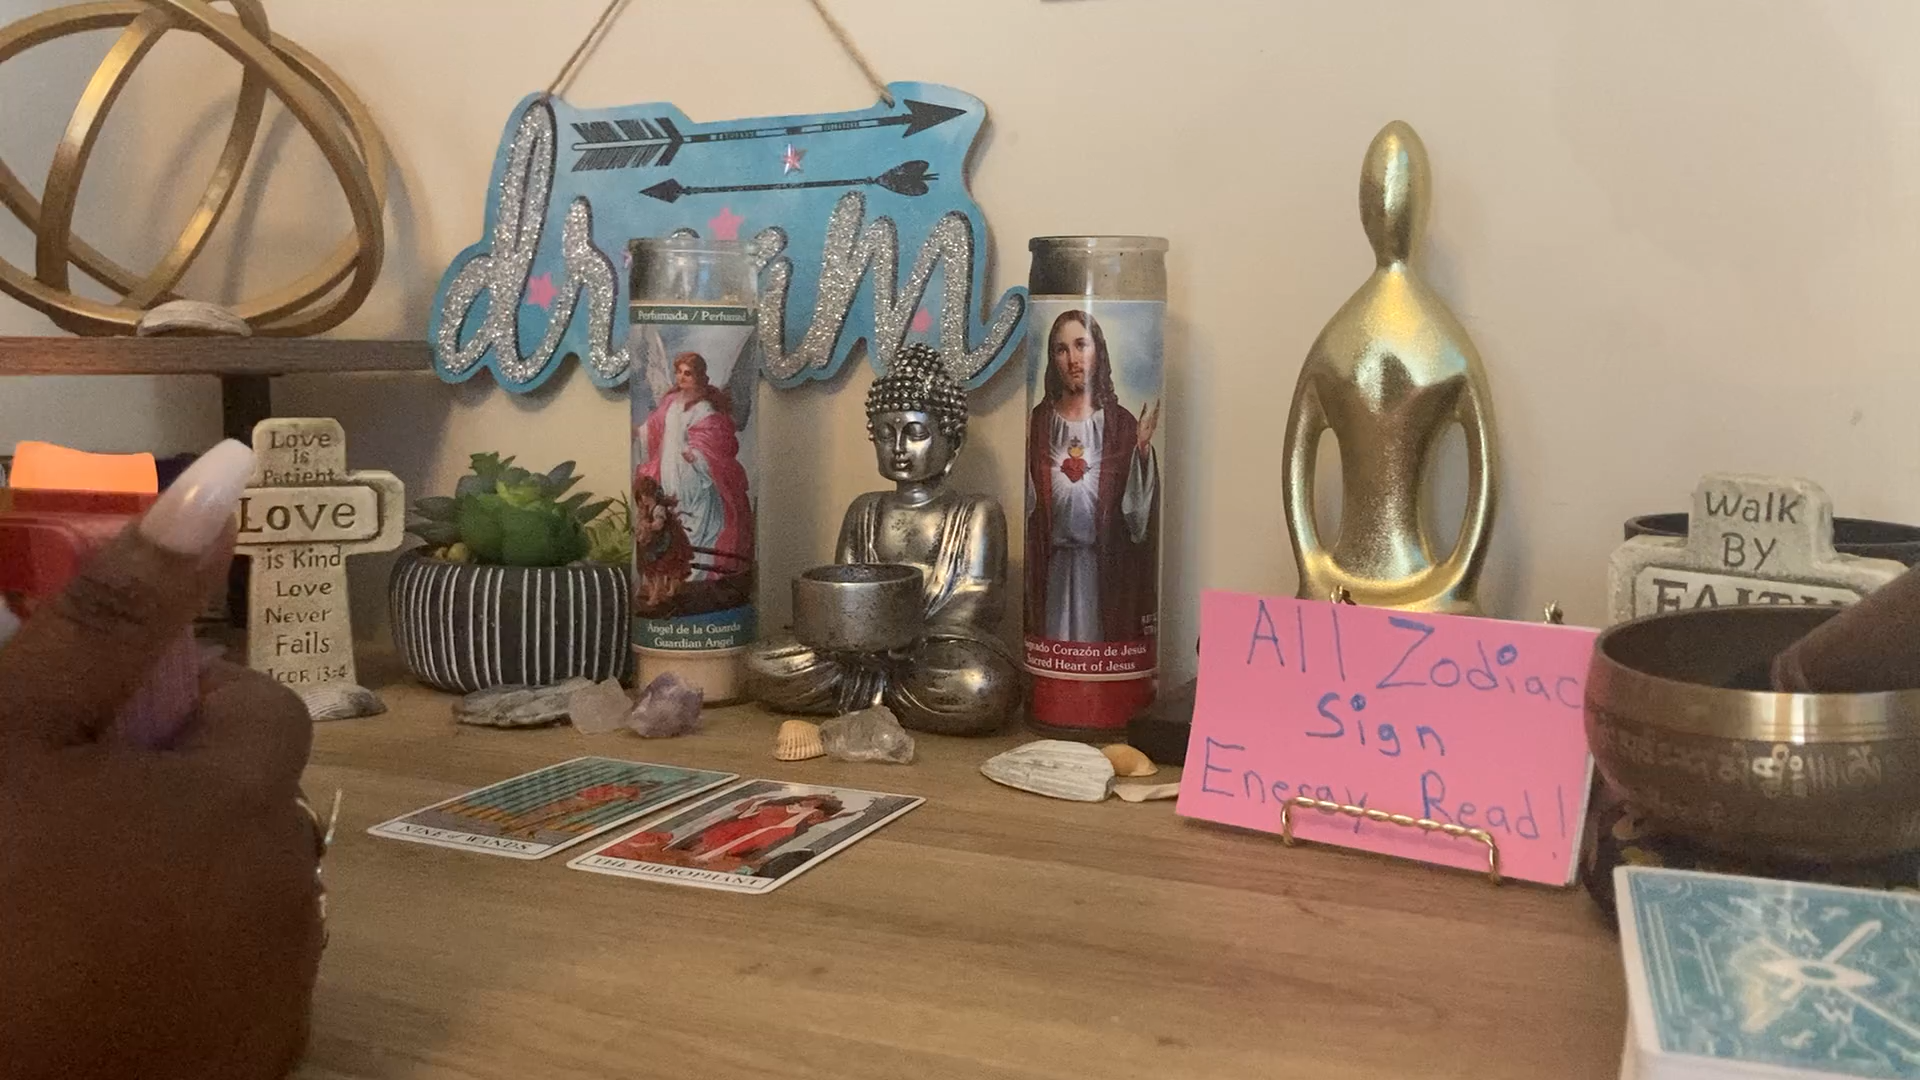 Perfumada / Perfumed
Ángel de la Guarda
Guardian Angel
Sagrado Corazón de Jesús
Sacred Heart of Jesus
Love
is
Patient
Love
is Kind
Love
Never
Fails
1COR 13:4
Walk
BY
FAITH
NINE of WANDS
THE HIEROPHANT
All Zodiac
Sign
Energy Read!